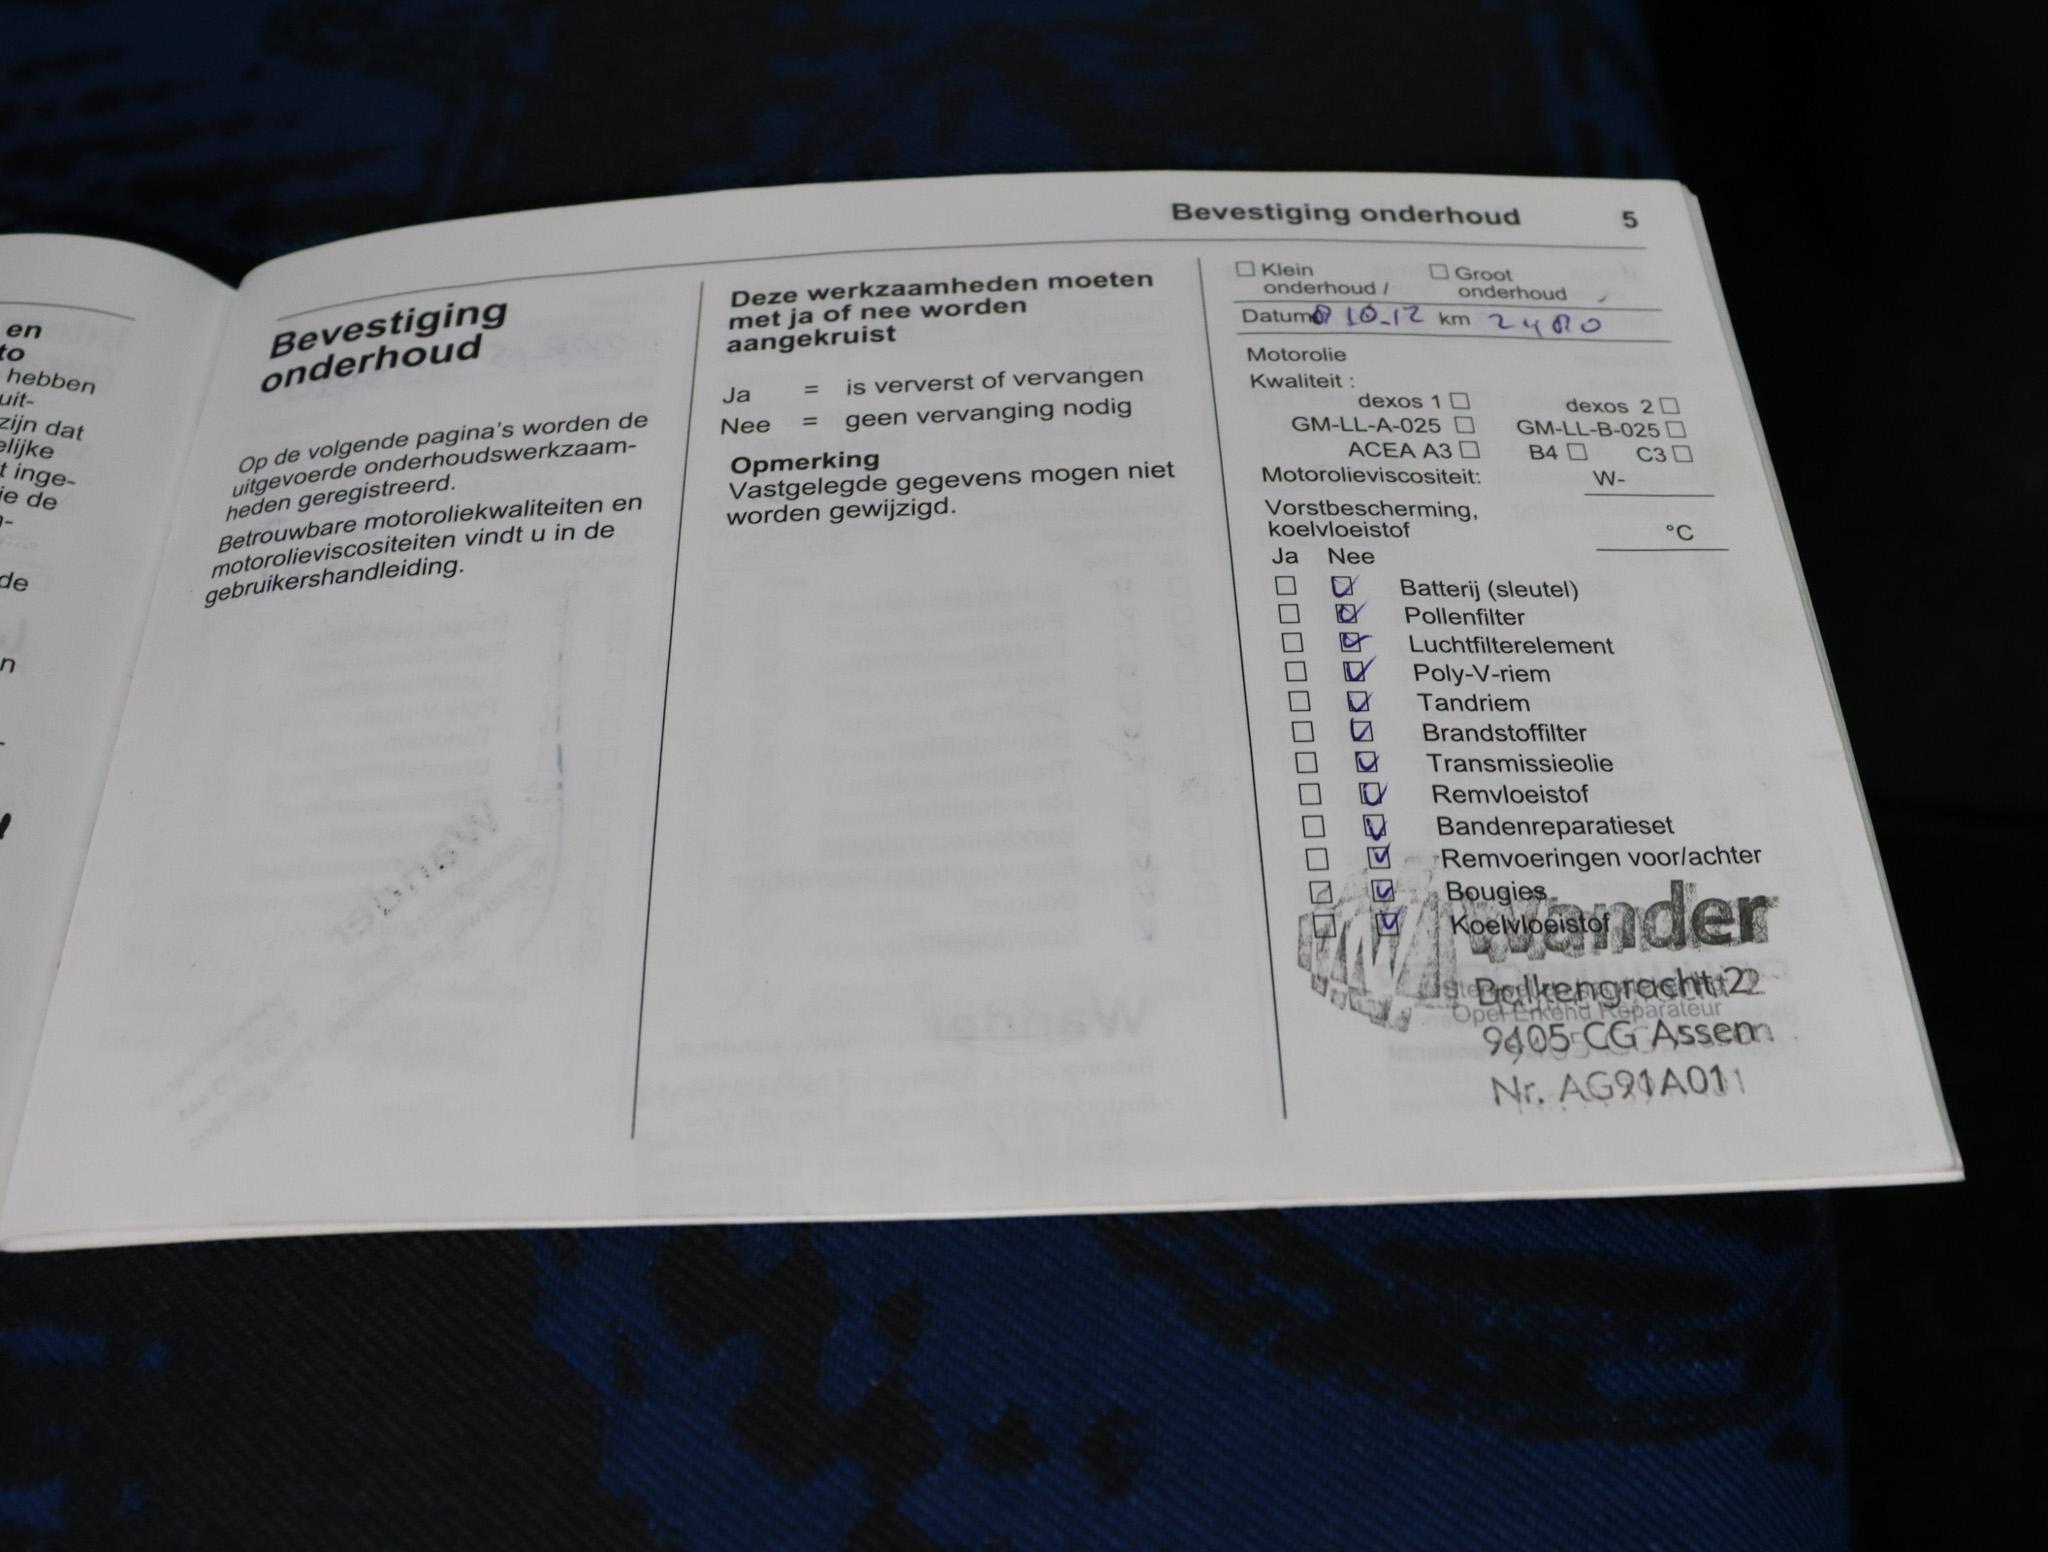 en
to
hebben
uit-
zijn dat
elijke
t inge-
ie de
de
n
Bevestiging onderhoud 5
Bevestiging
onderhoud
Op de volgende pagina's worden de
uitgevoerde onderhoudswerkzaam-
heden geregistreerd.
Betrouwbare motoroliekwaliteiten en
motorolieviscositeiten vindt u in de
gebruikershandleiding.
Deze werkzaamheden moeten
met ja of nee worden
aangekruist
Ja = is ververst of vervangen
Nee = geen vervanging nodig
Opmerking
Vastgelegde gegevens mogen niet
worden gewijzigd.
Klein Groot
onderhoud / onderhoud
Datum 10-12 km
Motorolie
Kwaliteit :
dexos 1 dexos 2
GM-LL-A-025 GM-LL-B-025
ACEA A3 B4 C3
Motorolieviscositeit: W-
Vorstbescherming,
koelvloeistof °C
Ja Nee
Batterij (sleutel)
Pollenfilter
Luchtfilterelement
Poly-V-riem
Tandriem
Brandstoffilter
Transmissieolie
Remvloeistof
Bandenreparatieset
Remvoeringen voor/achter
Bougies
Koelvloeistof
Wander
Balkengracht 2
Opel Erkend Reparateur
9405 CG Assen
Nr. AG91A01